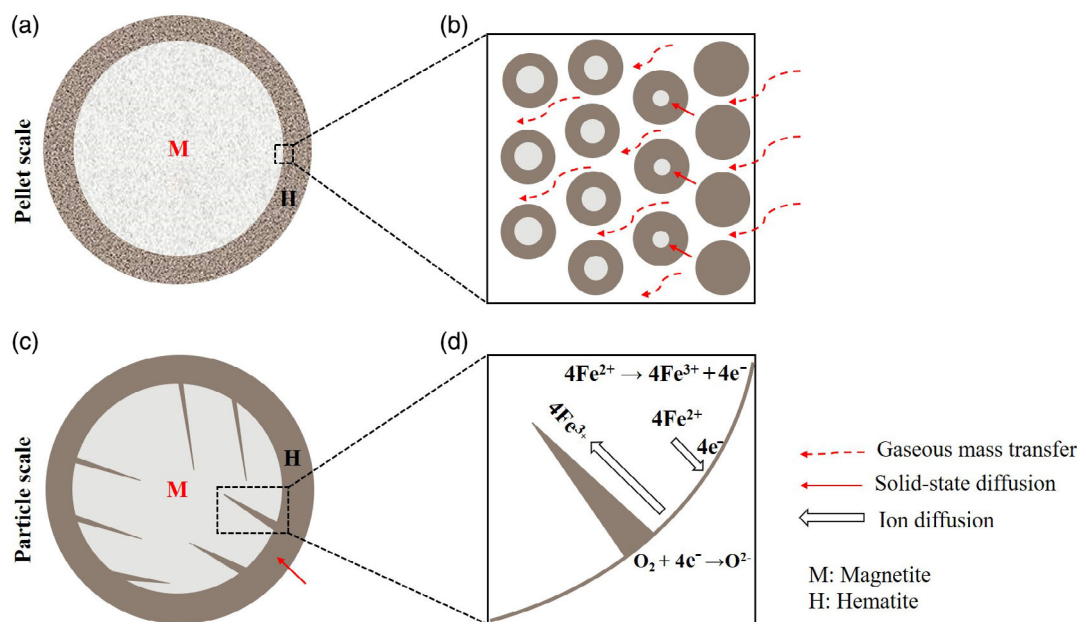 (a)
(b)
Pellet scale
M
H
(c)
(d)
Particle scale
M
H
4Fe²⁺ → 4Fe³⁺ + 4e⁻
4Fe³⁺
4Fe²⁺
4e⁻
O₂ + 4e⁻ →O²⁻
Gaseous mass transfer
Solid-state diffusion
Ion diffusion
M: Magnetite
H: Hematite